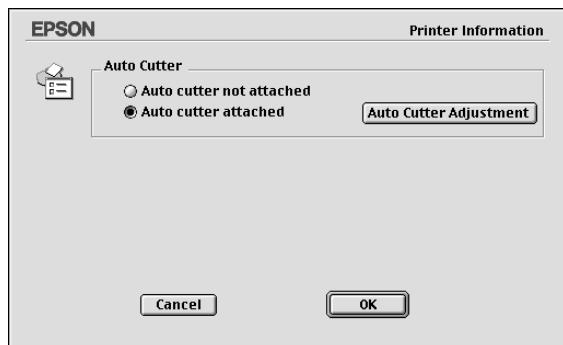 EPSON
Printer Information
Auto Cutter
Auto cutter not attached
Auto cutter attached
Auto Cutter Adjustment
Cancel
OK